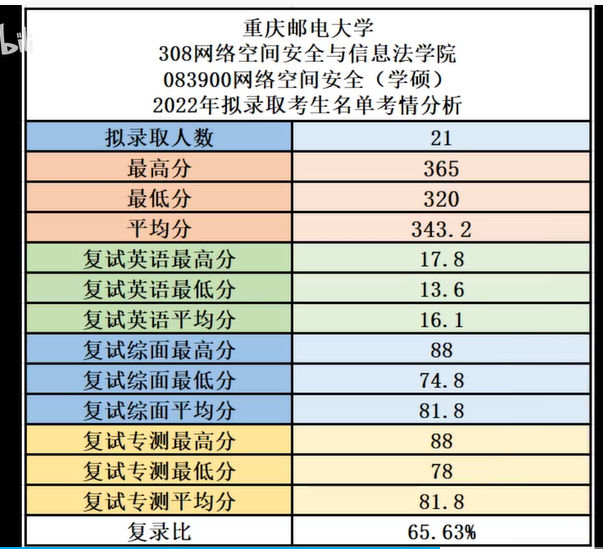 重庆邮电大学
308网络空间安全与信息法学院
083900网络空间安全（学硕）
2022年拟录取考生名单考情分析
拟录取人数 21
最高分 365
最低分 320
平均分 343.2
复试英语最高分 17.8
复试英语最低分 13.6
复试英语平均分 16.1
复试综面最高分 88
复试综面最低分 74.8
复试综面平均分 81.8
复试专测最高分 88
复试专测最低分 78
复试专测平均分 81.8
复录比 65.63%